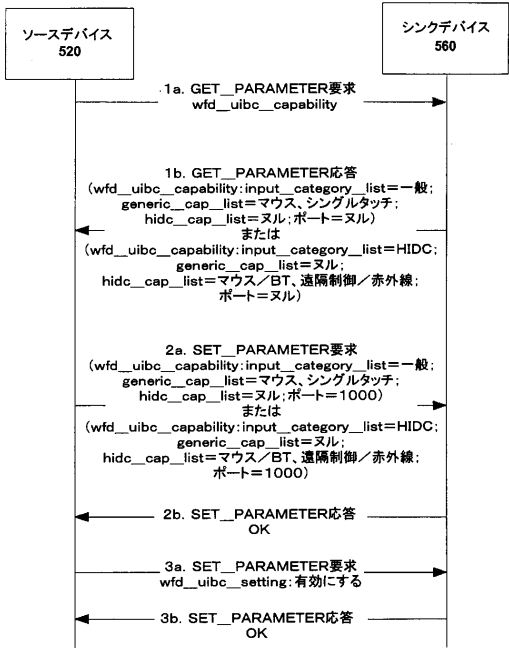 ソースデバイス
520
シンクデバイス
560
1a. GET__PARAMETER要求
wfd__uibc__capability
1b. GET__PARAMETER応答
(wfd__uibc__capability:input__category__list=一般;
generic__cap__list=マウス、シングルタッチ;
hidc__cap__list=ヌル;ポート=ヌル)
または
(wfd__uibc__capability:input__category__list=HIDC;
generic__cap__list=ヌル;
hidc__cap__list=マウス/BT、遠隔制御/赤外線;
ポート=ヌル)
2a. SET__PARAMETER要求
(wfd__uibc__capability:input__category__list=一般;
generic__cap__list=マウス、シングルタッチ;
hidc__cap__list=ヌル;ポート=1000)
または
(wfd__uibc__capability:input__category__list=HIDC;
generic__cap__list=ヌル;
hidc__cap__list=マウス/BT、遠隔制御/赤外線;
ポート=1000)
2b. SET__PARAMETER応答
OK
3a. SET__PARAMETER要求
wfd__uibc__setting:有効にする
3b. SET__PARAMETER応答
OK